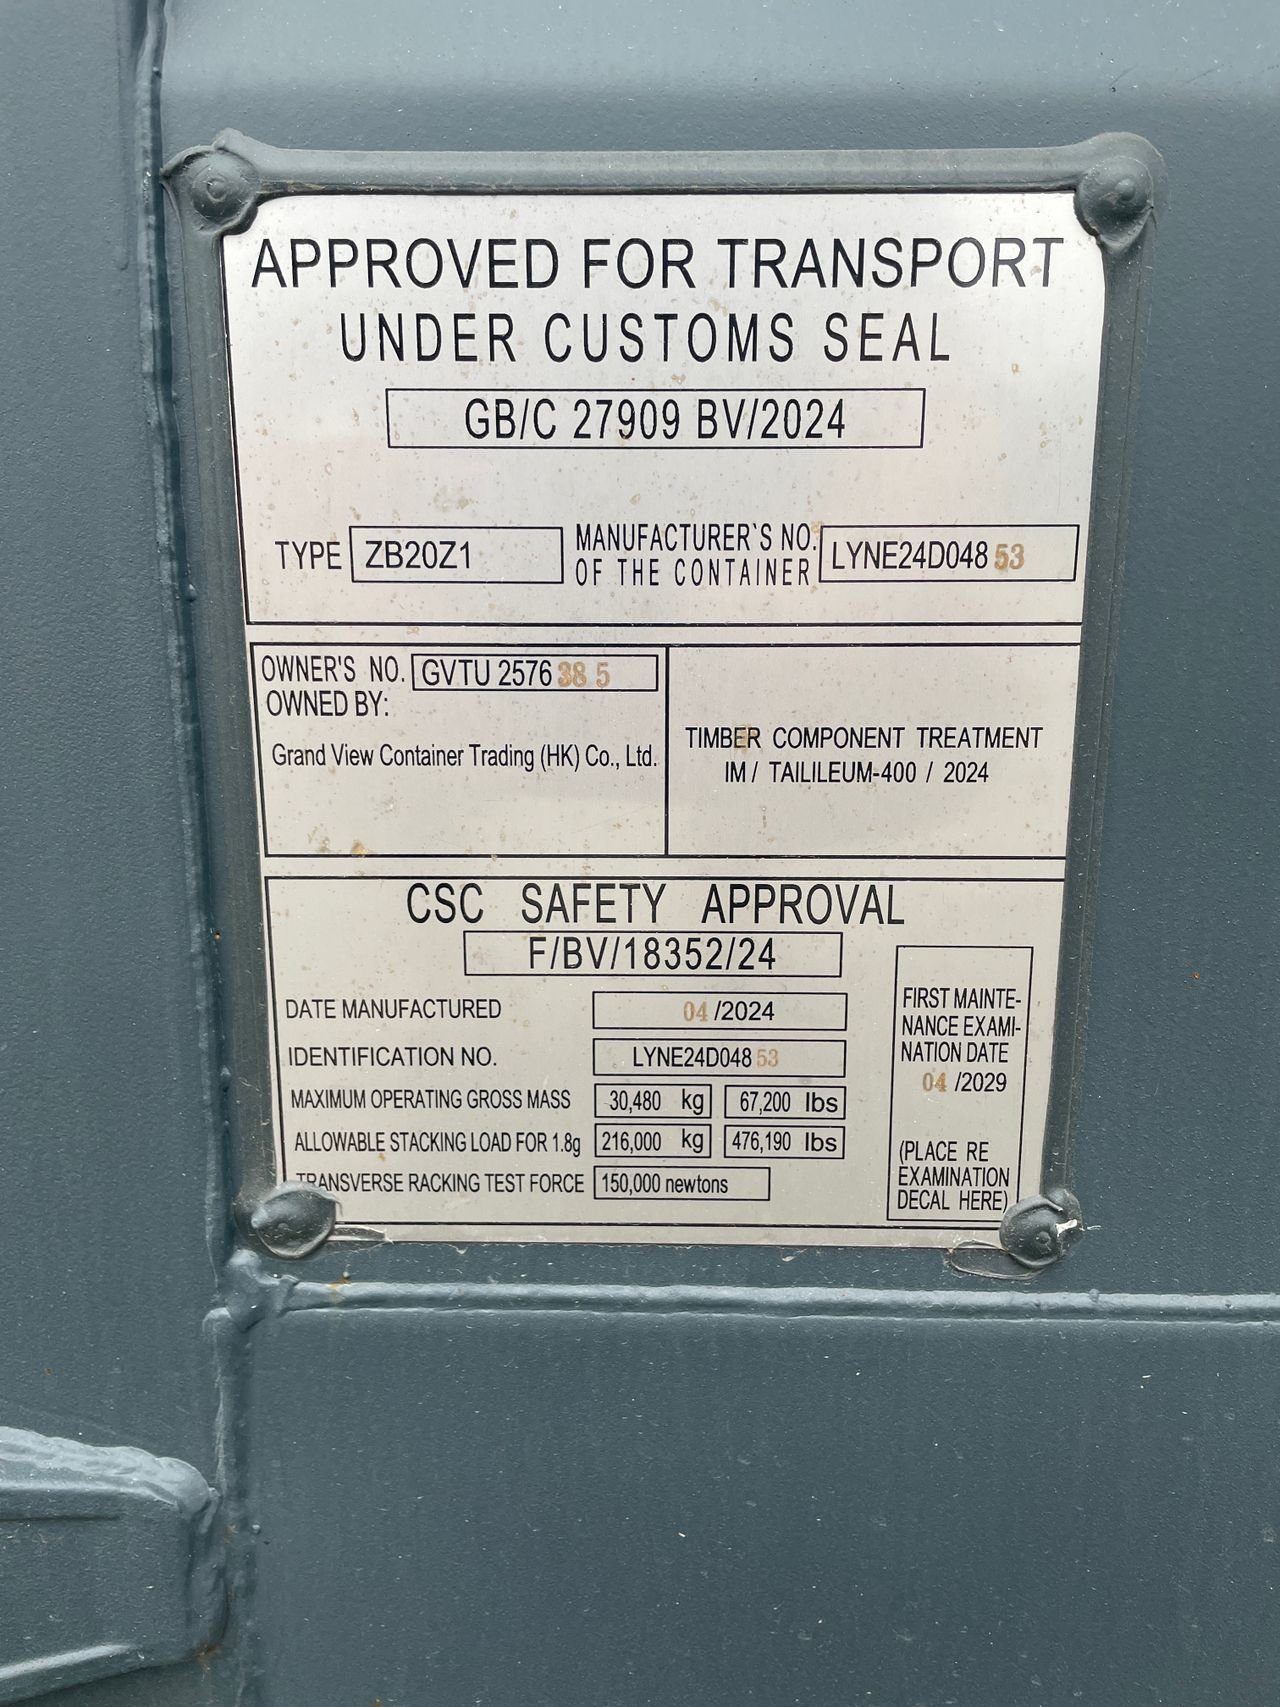 APPROVED FOR TRANSPORT
UNDER CUSTOMS SEAL
GB/C 27909 BV/2024
TYPE ZB20Z1 MANUFACTURER`S NO. OF THE CONTAINER LYNE24D048 53
OWNER'S NO. GVTU 2576 38 5
OWNED BY:
Grand View Container Trading (HK) Co., Ltd.
TIMBER COMPONENT TREATMENT
IM / TAILILEUM-400 / 2024
CSC SAFETY APPROVAL
F/BV/18352/24
DATE MANUFACTURED 04 /2024
IDENTIFICATION NO. LYNE24D048 53
MAXIMUM OPERATING GROSS MASS 30,480 kg 67,200 lbs
ALLOWABLE STACKING LOAD FOR 1.8g 216,000 kg 476,190 lbs
TRANSVERSE RACKING TEST FORCE 150,000 newtons
FIRST MAINTE-
NANCE EXAMI-
NATION DATE
04 /2029
(PLACE RE
EXAMINATION
DECAL HERE)